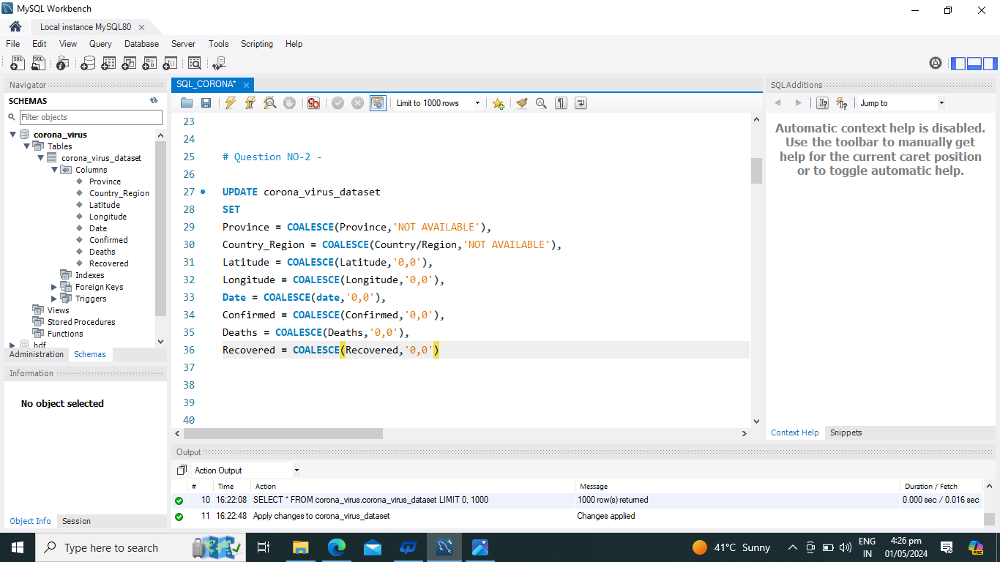 MySQL Workbench
Local instance MySQL80
File Edit View Query Database Server Tools Scripting Help
Navigator
SCHEMAS
Filter objects
corona_virus
Tables
corona_virus_dataset
Columns
Province
Country_Region
Latitude
Longitude
Date
Confirmed
Deaths
Recovered
Indexes
Foreign Keys
Triggers
Views
Stored Procedures
Functions
hdf
Administration Schemas
Information
No object selected
Object Info Session
SQL_CORONA*
Limit to 1000 rows
23
24
25 # Question NO-2 -
26
27 UPDATE corona_virus_dataset
28 SET
29 Province = COALESCE(Province,'NOT AVAILABLE'),
30 Country_Region = COALESCE(Country/Region,'NOT AVAILABLE'),
31 Latitude = COALESCE(Latitude,'0,0'),
32 Longitude = COALESCE(Longitude,'0,0'),
33 Date = COALESCE(date,'0,0'),
34 Confirmed = COALESCE(Confirmed,'0,0'),
35 Deaths = COALESCE(Deaths,'0,0'),
36 Recovered = COALESCE(Recovered,'0,0')
37
38
39
40
SQLAdditions
Jump to
Automatic context help is disabled.
Use the toolbar to manually get
help for the current caret position
or to toggle automatic help.
Context Help Snippets
Output
Action Output
# Time Action Message Duration / Fetch
10 16:22:08 SELECT * FROM corona_virus.corona_virus_dataset LIMIT 0, 1000 1000 row(s) returned 0.000 sec / 0.016 sec
11 16:22:48 Apply changes to corona_virus_dataset Changes applied
Type here to search
41°C Sunny
ENG
IN
4:26 pm
01/05/2024
PRE